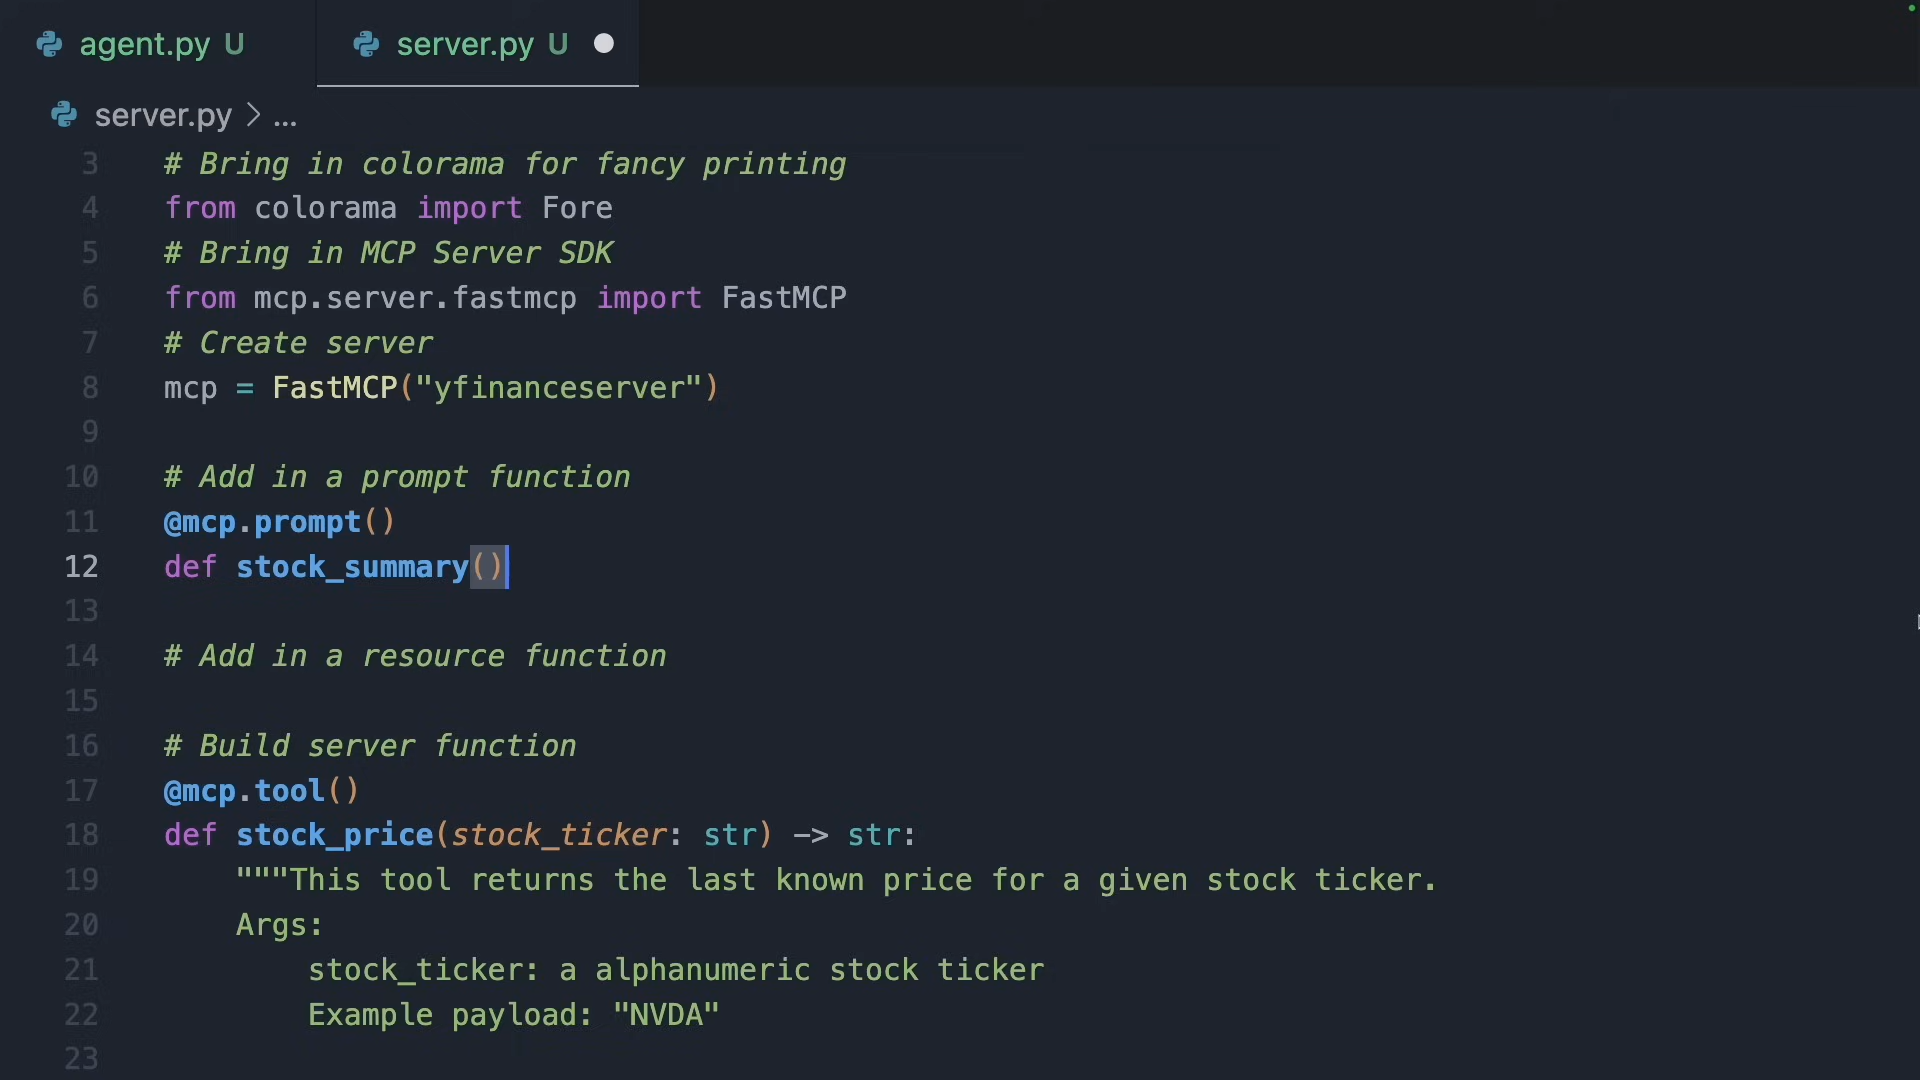 agent.py U
server.py U
server.py > ...
3 # Bring in colorama for fancy printing
4 from colorama import Fore
5 # Bring in MCP Server SDK
6 from mcp.server.fastmcp import FastMCP
7 # Create server
8 mcp = FastMCP("yfinanceserver")
9
10 # Add in a prompt function
11 @mcp.prompt()
12 def stock_summary()
13
14 # Add in a resource function
15
16 # Build server function
17 @mcp.tool()
18 def stock_price(stock_ticker: str) -> str:
19     """This tool returns the last known price for a given stock ticker.
20     Args:
21         stock_ticker: a alphanumeric stock ticker
22         Example payload: "NVDA"
23